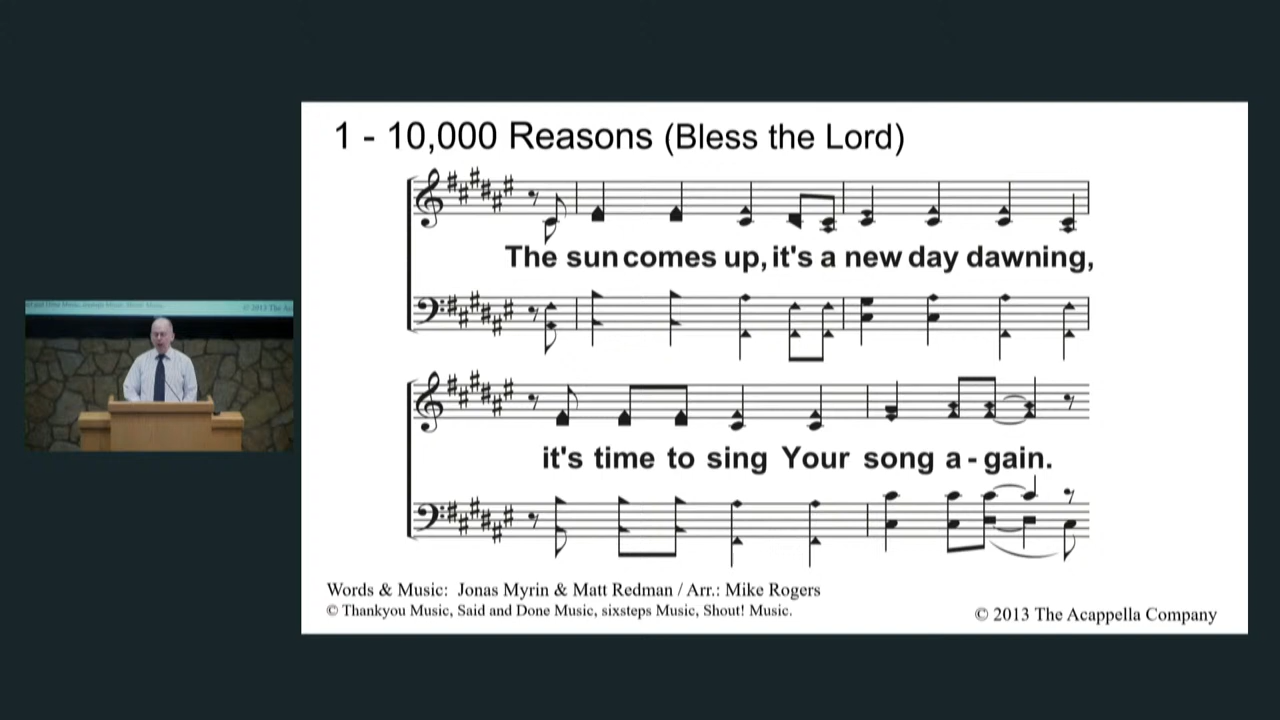 1 - 10,000 Reasons (Bless the Lord)
The sun comes up, it's a new day dawning,
it's time to sing Your song a-gain.
Words & Music: Jonas Myrin & Matt Redman / Arr.: Mike Rogers
© Thankyou Music, Said and Done Music, sixsteps Music, Shout! Music.
© 2013 The Acappella Company